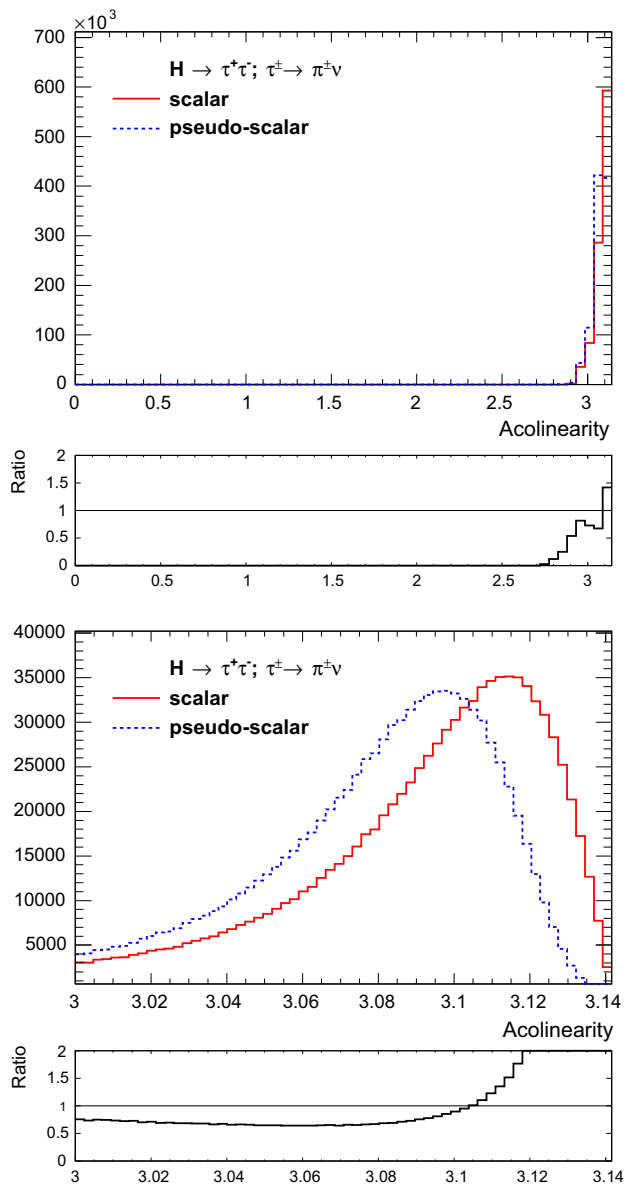 ×10³
700
600
500
400
300
200
100
0
H → τ⁺τ⁻; τ± → π±ν
scalar
pseudo-scalar
0 0.5 1 1.5 2 2.5 3
Acolinearity
Ratio
2
1.5
1
0.5
0
0 0.5 1 1.5 2 2.5 3
40000
35000
30000
25000
20000
15000
10000
5000
H → τ⁺τ⁻; τ± → π±ν
scalar
pseudo-scalar
3 3.02 3.04 3.06 3.08 3.1 3.12 3.14
Acolinearity
Ratio
2
1.5
1
0.5
0
3 3.02 3.04 3.06 3.08 3.1 3.12 3.14